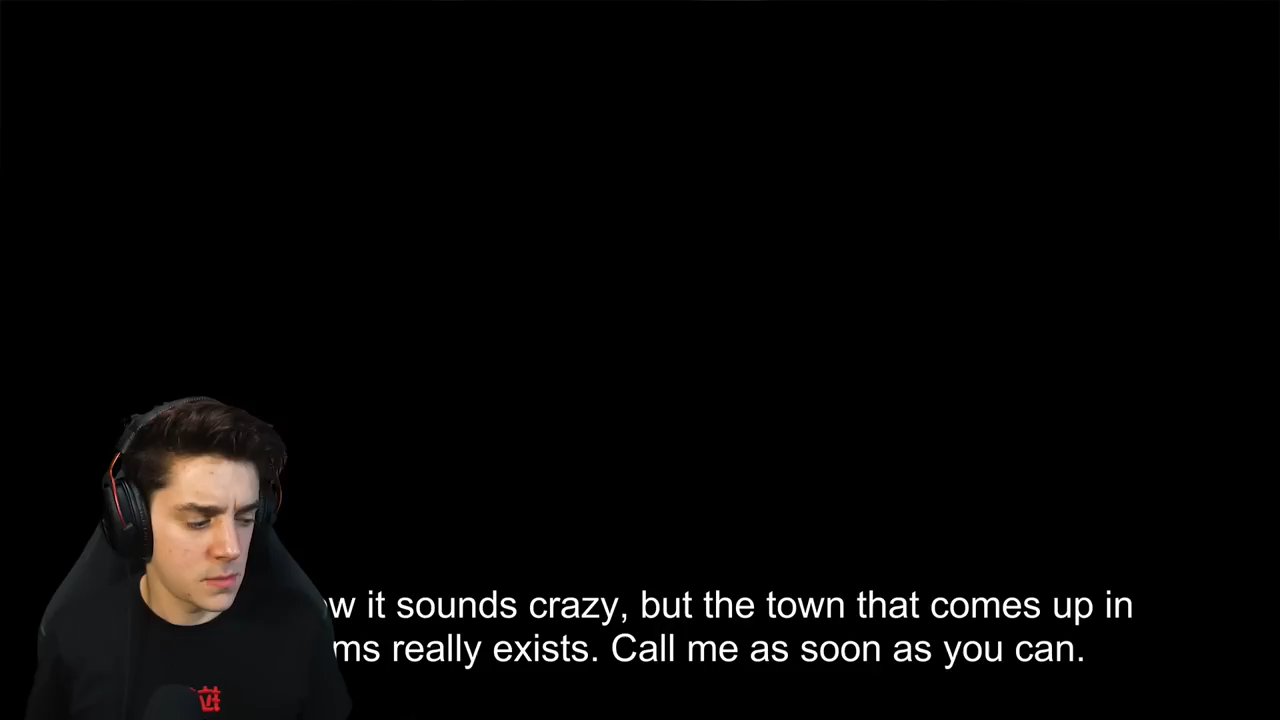 it sounds crazy, but the town that comes up in
really exists. Call me as soon as you can.